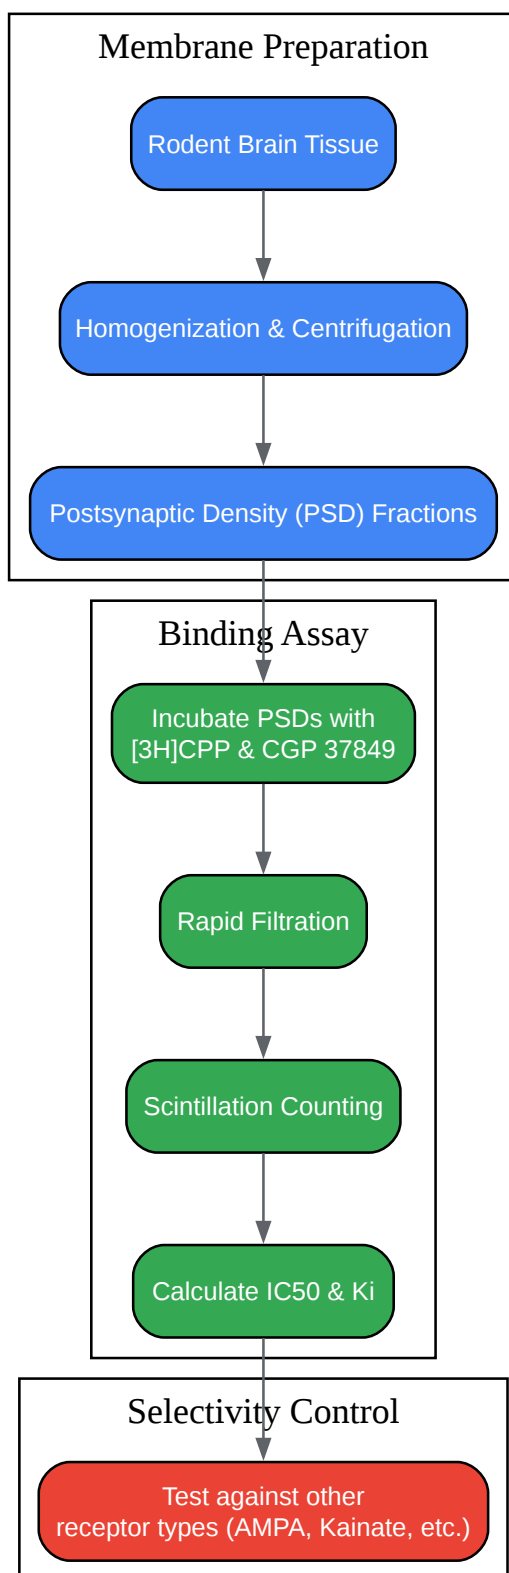 Membrane Preparation
Rodent Brain Tissue
Homogenization & Centrifugation
Postsynaptic Density (PSD) Fractions
Binding Assay
Incubate PSDs with
[3H]CPP & CGP 37849
Rapid Filtration
Scintillation Counting
Calculate IC50 & Ki
Selectivity Control
Test against other
receptor types (AMPA, Kainate, etc.)